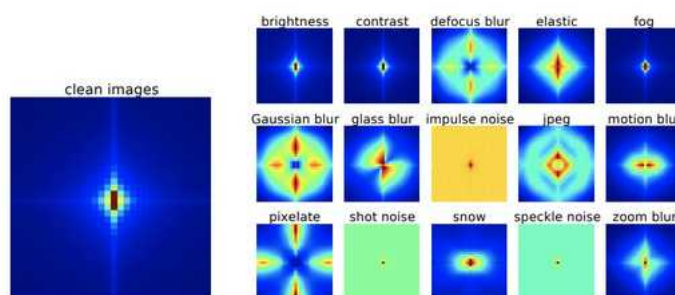 brightness contrast defocus blur elastic fog
clean images
Gaussian blur glass blur impulse noise jpeg motion blur
pixelate shot noise snow speckle noise zoom blur